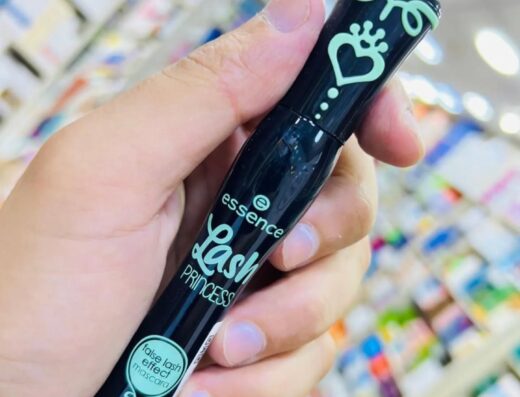 essence
Lash
PRINCESS
false lash
effect
mascara